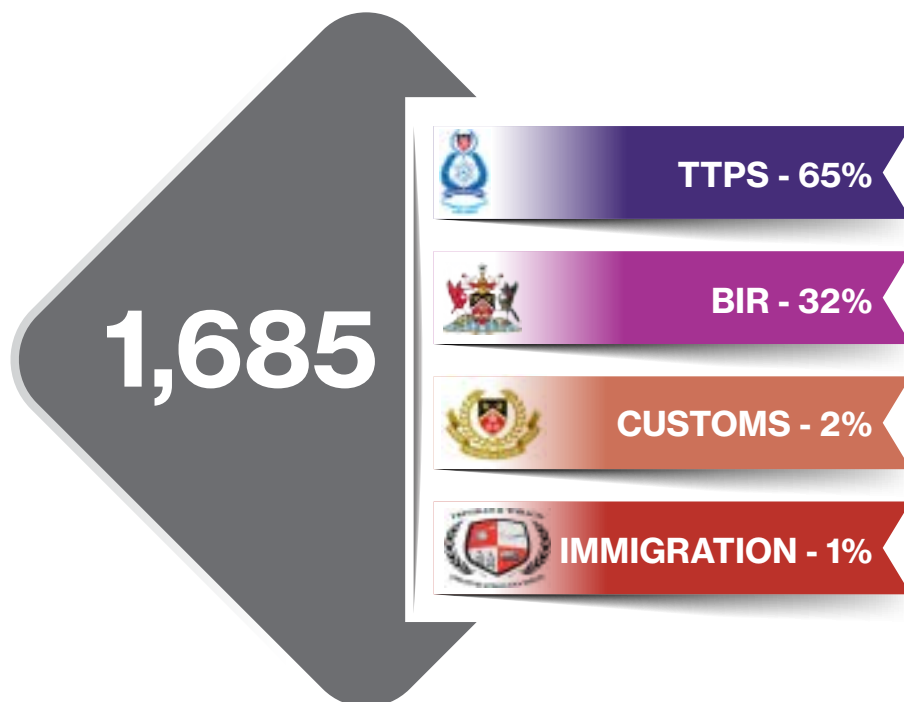 1,685
TTPS - 65%
BIR - 32%
CUSTOMS - 2%
IMMIGRATION - 1%